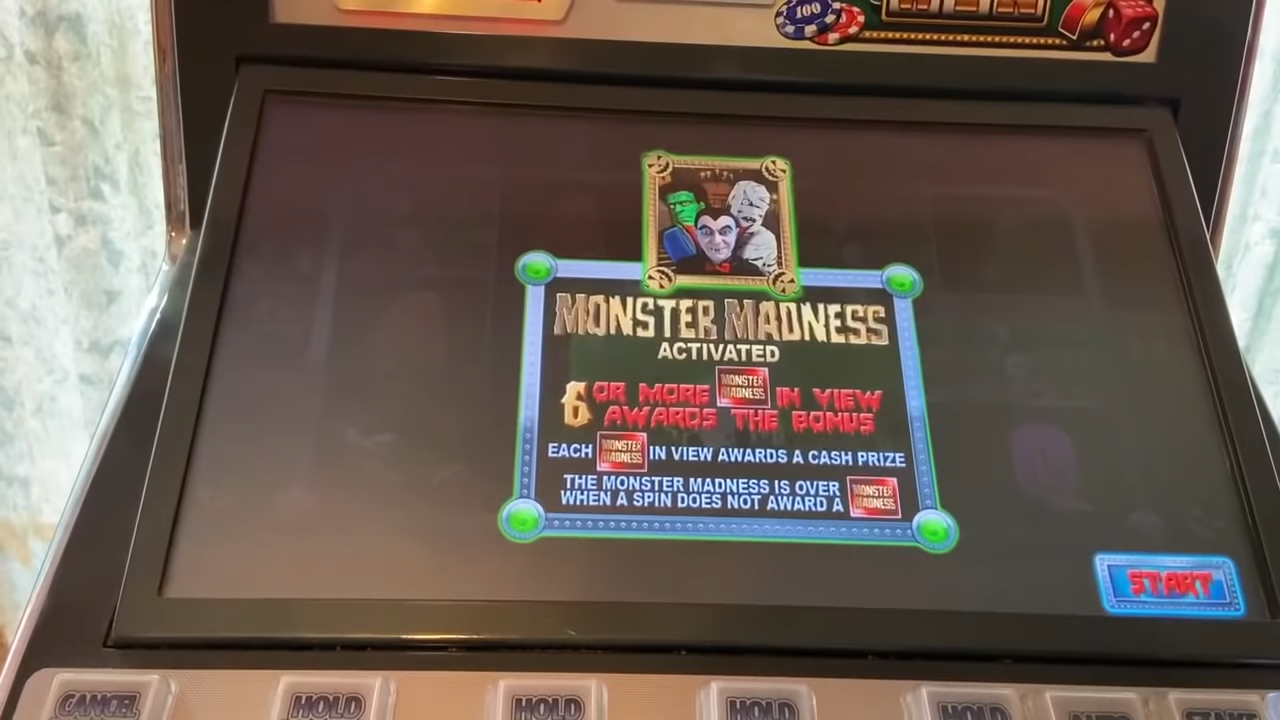 100
MONSTER MADNESS
ACTIVATED
6 OR MORE MONSTER MADNESS IN VIEW
AWARDS THE BONUS
EACH MONSTER MADNESS IN VIEW AWARDS A CASH PRIZE
THE MONSTER MADNESS IS OVER
WHEN A SPIN DOES NOT AWARD A MONSTER MADNESS
START
CANCEL HOLD HOLD HOLD HOLD